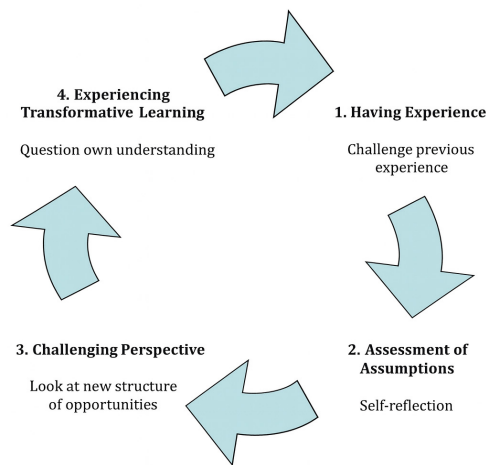 1. Having Experience
Challenge previous
experience
2. Assessment of
Assumptions
Self-reflection
3. Challenging Perspective
Look at new structure
of opportunities
4. Experiencing
Transformative Learning
Question own understanding